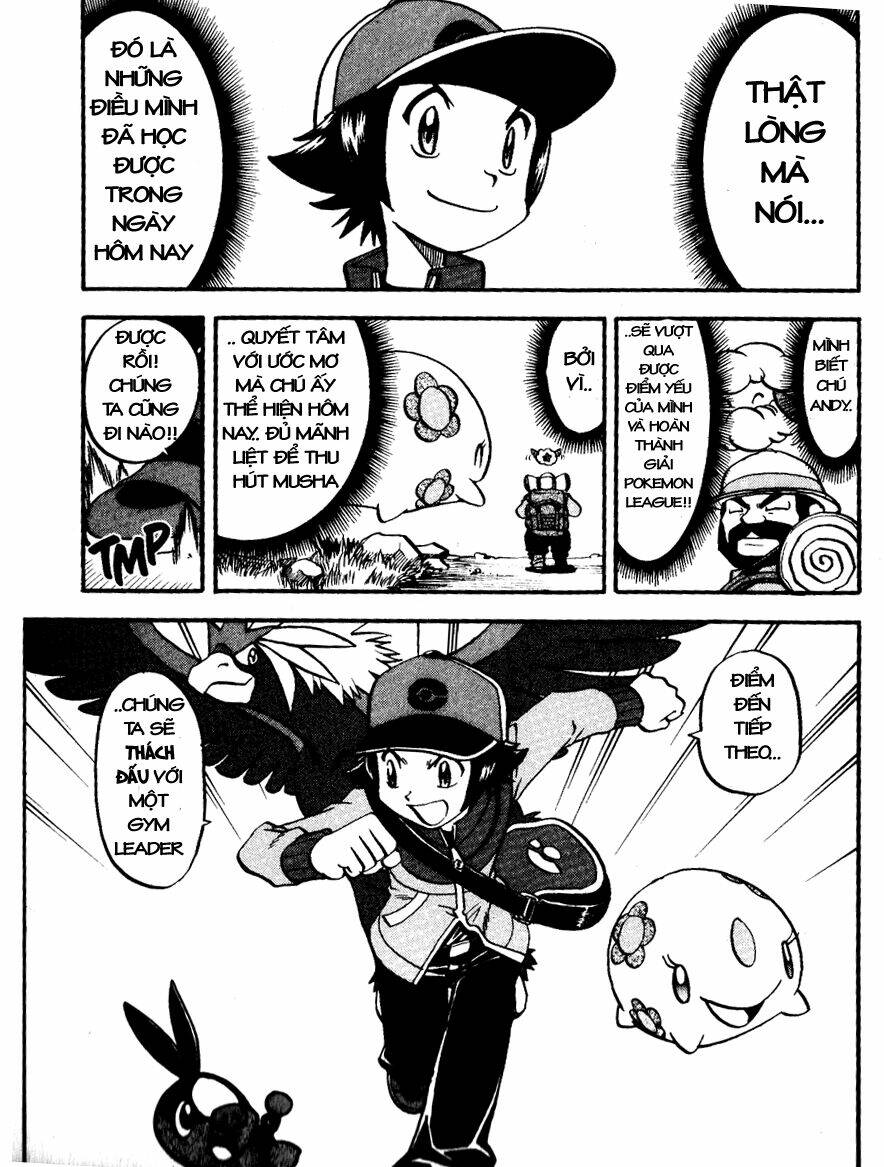 THẬT
LÒNG
MÀ
NÓI...
ĐÓ LÀ
NHỮNG
ĐIỀU MÌNH
ĐÃ HỌC
ĐƯỢC
TRONG
NGÀY
HÔM NAY
MÌNH
BIẾT
CHÚ
ANDY.
..SẼ VƯỢT
QUA
ĐƯỢC
ĐIỂM YẾU
CỦA MÌNH
VÀ HOÀN
THÀNH
GIẢI
POKEMON
LEAGUE!!
BỞI
VÌ..
.. QUYẾT TÂM
VỚI ƯỚC MƠ
MÀ CHÚ ẤY
THỂ HIỆN HÔM
NAY. ĐỦ MÃNH
LIỆT ĐỂ THU
HÚT MUSHA
ĐƯỢC
RỒI!
CHÚNG
TA CŨNG
ĐI NÀO!!
TMP
ĐIỂM
ĐẾN
TIẾP
THEO...
..CHÚNG
TA SẼ
THÁCH
ĐẤU VỚI
MỘT
GYM
LEADER